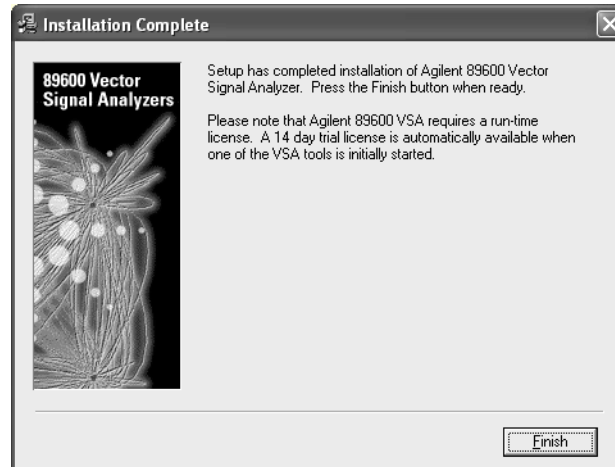 Installation Complete
89600 Vector
Signal Analyzers
Setup has completed installation of Agilent 89600 Vector
Signal Analyzer. Press the Finish button when ready.
Please note that Agilent 89600 VSA requires a run-time
license. A 14 day trial license is automatically available when
one of the VSA tools is initially started.
Finish